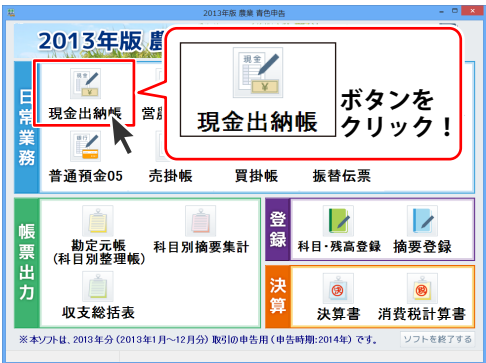 2013年版 農業 青色申告
2013年版 農
日常業務
現金出納帳
営農
現金
現金出納帳
ボタンを
クリック！
銀行
普通預金05
売掛帳
買掛帳
振替伝票
帳票出力
勘定元帳
(科目別整理帳)
科目別摘要集計
収支総括表
登録
科目・残高登録
摘要登録
決算
決
決算書
消
消費税計算書
※本ソフトは、2013年分(2013年1月～12月分)取引の申告用(申告時期:2014年)です。
ソフトを終了する